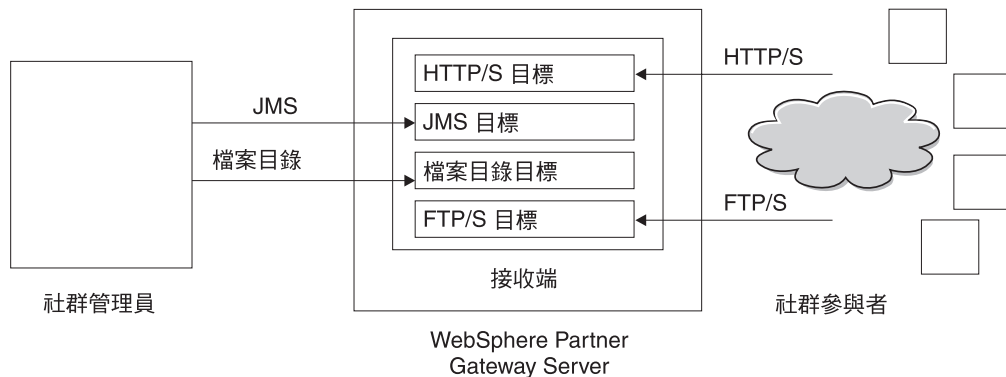 HTTP/S 目標
HTTP/S
JMS
JMS 目標
檔案目錄
檔案目錄目標
FTP/S 目標
FTP/S
接收端
社群管理員
社群參與者
WebSphere Partner
Gateway Server